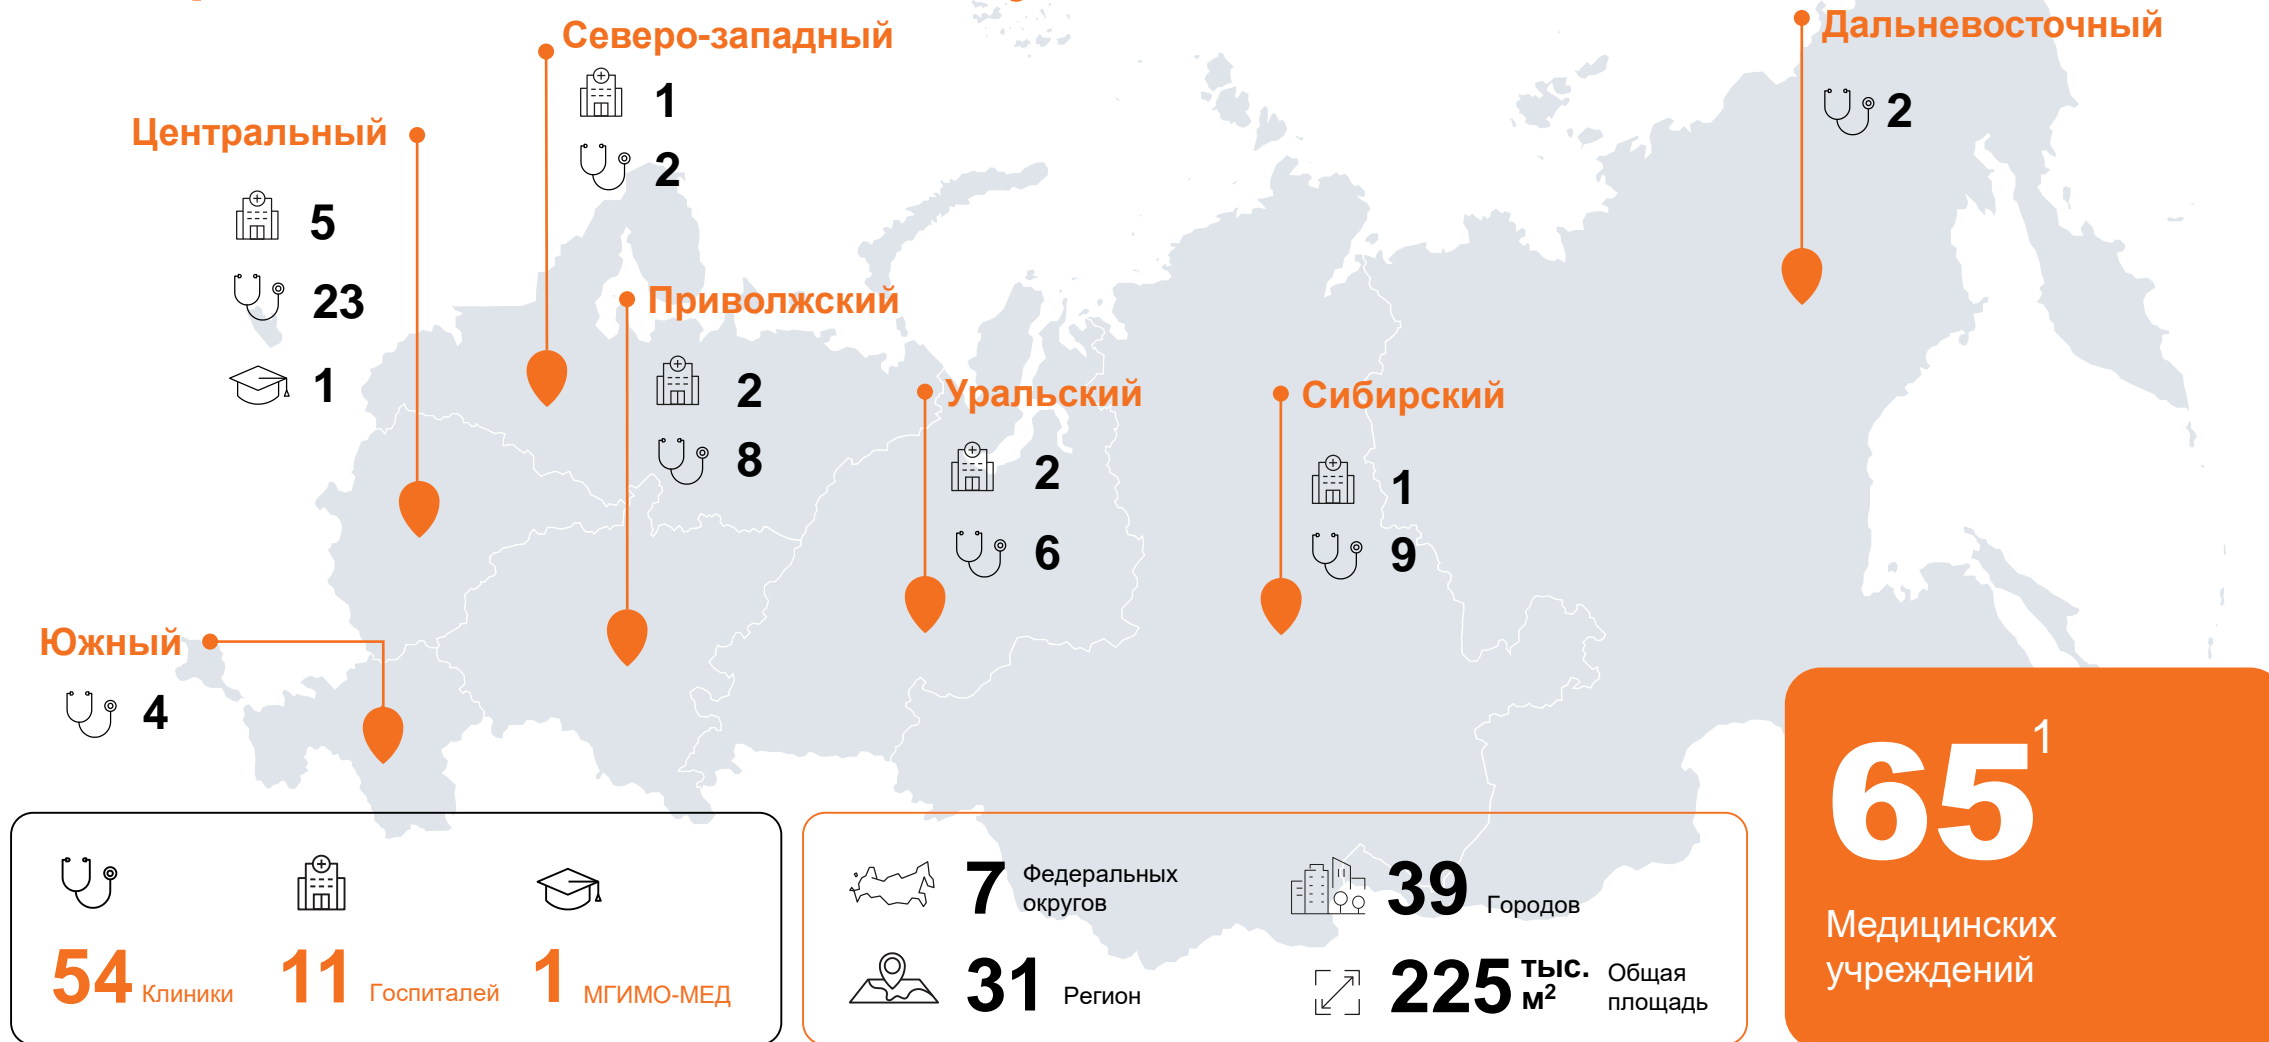 Северо-западный
1
2
Дальневосточный
2
Центральный
5
23
1
Приволжский
2
8
Уральский
2
6
Сибирский
1
9
Южный
4
54 Клиники
11 Госпиталей
1 МГИМО-МЕД
7 Федеральных
округов
39 Городов
31 Регион
225 тыс. м² Общая
площадь
65¹
Медицинских
учреждений